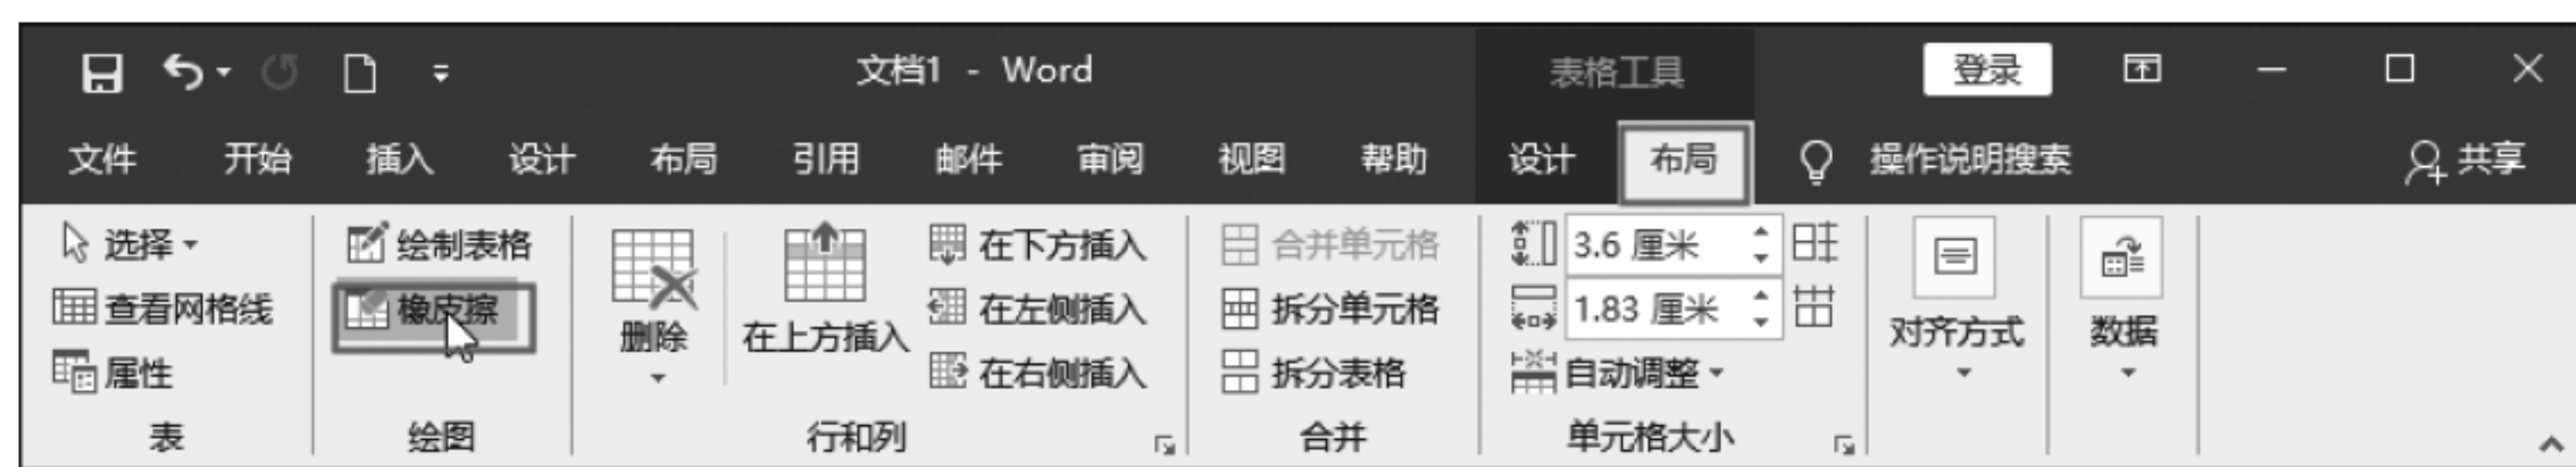 文档1 - Word 表格工具 登录
文件 开始 插入 设计 布局 引用 邮件 审阅 视图 帮助 设计 布局 操作说明搜索 共享
选择 绘制表格 在下方插入 合并单元格 3.6 厘米
查看网格线 橡皮擦 删除 在上方插入 在左侧插入 拆分单元格 1.83 厘米 对齐方式 数据
属性 在右侧插入 拆分表格 自动调整
表 绘图 行和列 合并 单元格大小